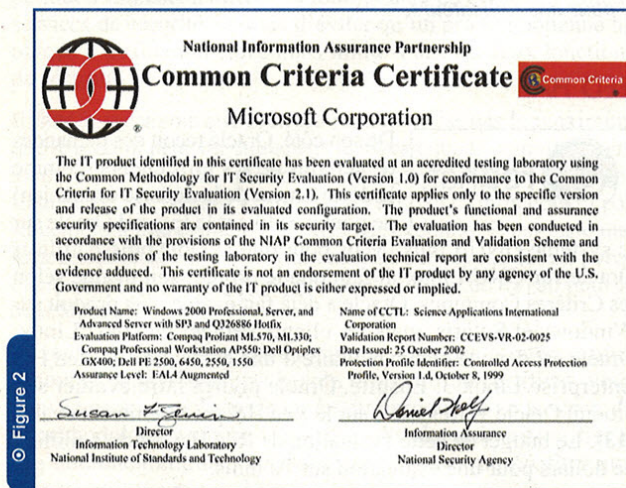 National Information Assurance Partnership
Common Criteria Certificate
Common Criteria
®
Microsoft Corporation
The IT product identified in this certificate has been evaluated at an accredited testing laboratory using
the Common Methodology for IT Security Evaluation (Version 1.0) for conformance to the Common
Criteria for IT Security Evaluation (Version 2.1). This certificate applies only to the specific version
and release of the product in its evaluated configuration. The product's functional and assurance
security specifications are contained in its security target. The evaluation has been conducted in
accordance with the provisions of the NIAP Common Criteria Evaluation and Validation Scheme and
the conclusions of the testing laboratory in the evaluation technical report are consistent with the
evidence adduced. This certificate is not an endorsement of the IT product by any agency of the U.S.
Government and no warranty of the IT product is either expressed or implied.
Product Name: Windows 2000 Professional, Server, and
Advanced Server with SP3 and Q326886 Hotfix
Evaluation Platform: Compaq Proliant ML570, ML330;
Compaq Professional Workstation AP550; Dell Optiplex
GX400; Dell PE 2500, 6450, 2550, 1550
Assurance Level: EAL4 Augmented
Name of CCTL: Science Applications International
Corporation
Validation Report Number: CCEVS-VR-02-0025
Date Issued: 25 October 2002
Protection Profile Identifier: Controlled Access Protection
Profile, Version 1.d, October 8, 1999
Director
Information Technology Laboratory
National Institute of Standards and Technology
Information Assurance
Director
National Security Agency
Figure 2